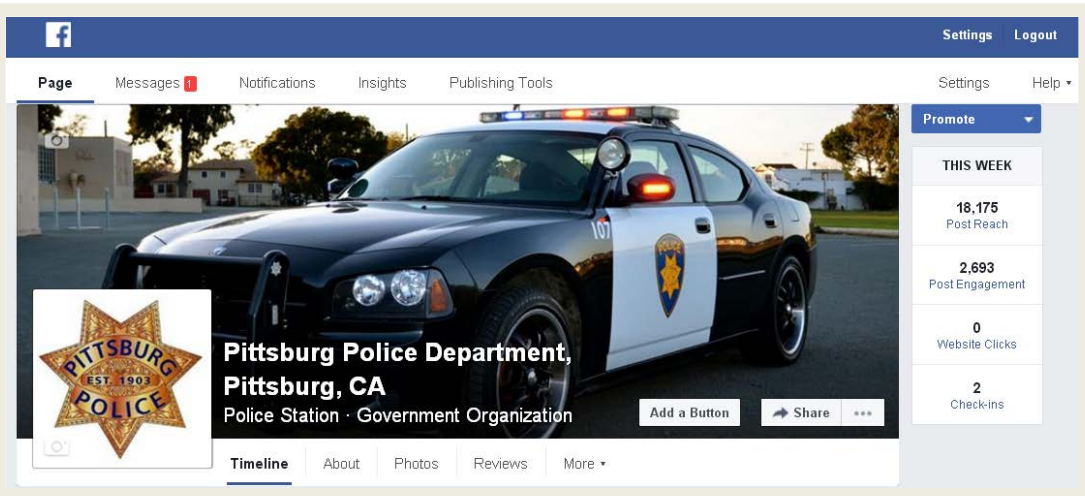 f
Settings Logout
Page Messages 1 Notifications Insights Publishing Tools Settings Help
Promote
THIS WEEK
18,175
Post Reach
2,693
Post Engagement
0
Website Clicks
2
Check-ins
107
POLICE
PITTSBURG
EST. 1903
POLICE
Pittsburg Police Department,
Pittsburg, CA
Police Station · Government Organization
Add a Button Share
Timeline About Photos Reviews More